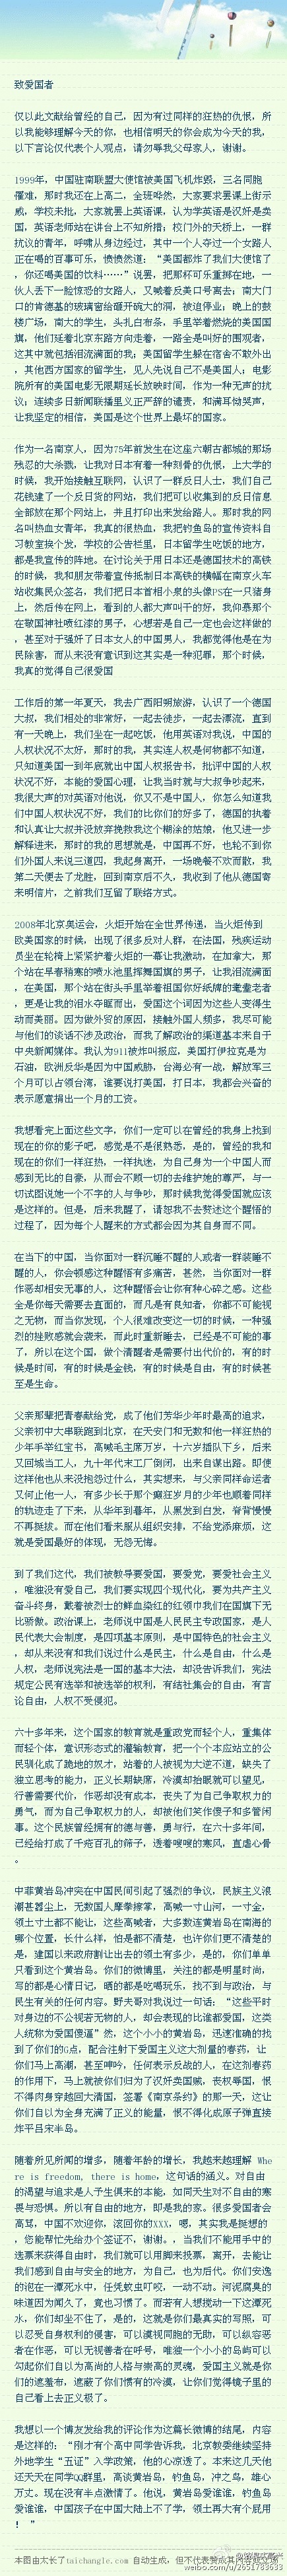 致爱国者
仅以此文献给曾经的自己，因为有过同样的狂热的仇恨，所
以我能够理解今天的你，也相信明天的你会成为今天的我，
以下言论仅代表个人观点，请勿辱我父母家人，谢谢。
1999年，中国驻南联盟大使馆被美国飞机炸毁，三名同胞
罹难，那时我还在上高二，全班哗然，大家要求罢课上街示
威，学校未批，大家就罢上英语课，认为学英语是汉奸是卖
国，英语老师站在讲台上不知所措；校门外的天桥上，一群
抗议的青年，呼啸从身边经过，其中一个人夺过一个女路人
正在喝的百事可乐，愤愤然道：“美国都炸了我们大使馆了
，你还喝美国的饮料……”说罢，把那杯可乐重掷在地，一
伙人丢下一脸惊恐的女路人，又喊着反美口号离去；南大门
口的肯德基的玻璃窗给砸开碗大的洞，被迫停业；晚上的鼓
楼广场，南大的学生，头扎白布条，手里举着燃烧的美国国
旗，他们延着北京东路方向走着，一路全是叫好的围观者，
这其中就包括泪流满面的我；美国留学生躲在宿舍不敢外出
，其他西方国家的留学生，见人先说自己不是美国人；电影
院所有的美国电影无限期延长放映时间，作为一种无声的抗
议；连续多日新闻联播里义正严辞的谴责，和满耳恸哭声，
让我坚定的相信，美国是这个世界上最坏的国家。
作为一名南京人，因为75年前发生在这座六朝古都城的那场
残忍的大杀戮，让我对日本有着一种刻骨的仇恨，上大学的
时候，我开始接触互联网，认识了一群反日人士，我们自己
花钱建了一个反日货的网站，我们把可以收集到的反日信息
全部放在那个网站上，并且打印出来发给路人。那时我的网
名叫热血女青年，我真的很热血，我把钓鱼岛的宣传资料自
习教室挨个发，学校的公告栏里，日本留学生吃饭的地方，
都是我宣传的阵地。在讨论关于用日本还是德国技术的高铁
的时候，我和朋友带着宣传抵制日本高铁的横幅在南京火车
站收集民众签名，我们把日本首相小泉的头像PS在一只猪身
上，然后传在网上，看到的人都大声叫干的好，我仰慕那个
在敬国神社喷红漆的男子，心想若是自己一定也会这样做的
，甚至对于强奸了日本女人的中国男人，我都觉得他是在为
民除害，而从来没有意识到这其实是一种犯罪，那个时候，
我真的觉得自己很爱国
工作后的第一年夏天，我去广西阳朔旅游，认识了一个德国
大叔，我们相处的非常好，一起去徒步，一起去漂流，直到
有一天晚上，我们坐在一起吃饭，他用英语对我说，中国的
人权状况不太好，那时的我，其实连人权是何物都不知道，
只知道美国一到年底就出中国人权报告书，批评中国的人权
状况不好，本能的爱国心理，让我当时就与大叔争吵起来，
我很大声的对英语对他说，你又不是中国人，你怎么知道我
们中国人权状况不好，我们的比你们的好多了，德国的执着
和认真让大叔并没放弃挽救我这个糊涂的姑娘，他又进一步
解释进来，那时的我的思想就是，中国再不好，也轮不到你
们外国人来说三道四，我起身离开，一场晚餐不欢而散，我
第二天便去了龙胜，回到南京后不久，我收到了他从德国寄
来明信片，之前我们互留了联络方式。
2008年北京奥运会，火炬开始在全世界传递，当火炬传到
欧美国家的时候，出现了很多反对人群，在法国，残疾运动
员坐在轮椅上紧紧护着火炬的一幕让我激动，在加拿大，那
个站在早春稍寒的喷水池里挥舞国旗的男子，让我泪流满面
，在美国，那个站在街头手里举着祖国你好纸牌的耄耋老者
，更是让我的泪水夺眶而出，爱国这个词因为这些人变得生
动而美丽。因为做外贸的原因，接触外国人频多，我尽可能
与他们的谈话不涉及政治，而我了解政治的渠道基本来自于
中央新闻媒体。我认为911被炸叫报应，美国打伊拉克是为
石油，欧洲反华是因为中国威胁，台海必有一战，解放军三
个月可以占领台湾，谁要说打美国，打日本，我都会兴奋的
表示愿意捐出一个月的工资。
我想看完上面这些文字，你们一定可以在曾经的我身上找到
现在的你的影子吧，感觉是不是很熟悉，是的，曾经的我和
现在的你们一样狂热，一样执迷，为自己身为一个中国人而
感到无比的自豪，从而会不顾一切的去维护她的尊严，与一
切试图说她一个不字的人与争吵，那时候我觉得爱国就应该
是这样的。但是，后来我醒了，请恕我不去赘述这个醒悟的
过程了，因为每个人醒来的方式都会因为其自身而不同。
在当下的中国，当你面对一群沉睡不醒的人或者一群装睡不
醒的人，你会顿感这种醒悟有多痛苦，甚然，当你面对一群
作恶却相安无事的人，这种醒悟会让你有种心碎之感。这些
全是你每天需要去直面的，而凡是有良知者，你都不可能视
之无物，而当你发现，个人很难改变这一切的时候，一种强
烈的挫败感就会袭来，而此时重新睡去，已经是不可能的事
了，所以在这个国，做个清醒者是需要付出代价的，有的时
候是时间，有的时候是金钱，有的时候是自由，有的时候甚
至是生命。
父亲那辈把青春献给党，成了他们芳华少年时最高的追求，
父亲初中大串联跑到北京，在天安门和无数和他一样狂热的
少年手举红宝书，高喊毛主席万岁，十六岁插队下乡，后来
又回城当工人，九十年代末工厂倒闭，出来自谋出路。即使
这样他也从来没抱怨过什么，其实想来，与父亲同样命运者
又何止他一人，有多少长于那个癫狂岁月的少年也顺着同样
的轨迹走了下来，从华年到暮年，从黑发到白发，脊背慢慢
不再挺拔。而在他们看来服从组织安排，不给党添麻烦，这
就是爱国最好的体现，无怨无悔。
到了我们这代，我们被教导要爱国，要爱党，要爱社会主义
，唯独没有爱自己，我们要实现四个现代化，要为共产主义
奋斗终身，戴着被烈士的鲜血染红的红领巾我们在国旗下无
比骄傲。政治课上，老师说中国是人民民主专政国家，是人
民代表大会制度，是四项基本原则，是中国特色的社会主义
，却从来没有和我们说过什么是民主，什么是自由，什么是
人权，老师说宪法是一国的基本大法，却没告诉我们，宪法
规定公民有选举和被选举的权利，有结社集会的自由，有言
论自由，人权不受侵犯。
六十多年来，这个国家的教育就是重政党而轻个人，重集体
而轻个体，意识形态式的灌输教育，把一个个本应站立的公
民驯化成了跪地的奴才，站着的人被视为大逆不道，缺失了
独立思考的能力，正义长期缺席，冷漠却抬眼就可以望见，
行善需要代价，作恶却没有成本，丧失了为自己争取权力的
勇气，而为自己争取权力的人，却被他们笑作傻子和多管闲
事。这个民族曾经拥有的德与善，勇与行，在六十多年间，
已经给打成了千疮百孔的筛子，透着嗖嗖的寒风，直虐心骨
。
中菲黄岩岛冲突在中国民间引起了强烈的争议，民族主义浪
潮甚嚣尘上，无数国人摩拳擦掌，高喊一寸山河，一寸金，
领土寸土都不能让，这些高喊者，大多数连黄岩岛在南海的
哪个位置，长什么样，怕是都不清楚，也许你们更不清楚的
是，建国以来政府割让出去的领土有多少，是的，你们单单
只看到这个黄岩岛。你们的微博里，关注的都是明星时尚，
写的都是心情日记，晒的都是吃喝玩乐，找不到与政治，与
民生有关的任何内容。野夫哥对我说过一句话：“这些平时
对身边的不公视若无物的人，却会表现的比谁都爱国，这类
人统称为爱国傻逼”然，这个小小的黄岩岛，迅速准确的找
到了你们的G点，配合注射下爱国主义这大剂量的春药，让
你们马上高潮，甚至呻吟，任何表示反战的人，在这剂春药
的作用下，马上就被你们归为了汉奸卖国贼，丧权辱国，恨
不得肉身穿越回大清国，签署《南京条约》的那一天，这让
你们自以为全身充满了正义的能量，恨不得化成原子弹直接
炸平吕宋半岛。
随着所见所闻的增多，随着年龄的增长，我越来越理解 Whe
re is freedom, there is home，这句话的涵义。对自由
的渴望与追求是人予生俱来的本能，如同天生对不自由的寒
畏与恐惧。所以有自由的地方，即是我的家。很多爱国者会
高骂，中国不欢迎你，滚回你的XXX，嗯，其实我是挺想的
，您能帮忙先给办个签证不，谢谢。，当我们不能用手中的
选票来获得自由时，我们就可以用脚来投票，离开，去能让
我们感到自由与安全的地方，为自己，也为后代。你们安逸
的泡在一潭死水中，任凭蚊虫叮咬，一动不动。河泥腐臭的
味道因为闻久了，竟也习惯了。而若有人想搅动一下这潭死
水，你们却坐不住了，是的，这就是你们最真实的写照，可
以忍受自身权利的侵害，可以漠视同胞的无助，可以纵容恶
者在作恶，可以无视善者在呼号，唯独一个小小的岛屿可以
勾起你们自以为高尚的人格与崇高的灵魂，爱国主义就是你
们的遮羞布，遮蔽了你们惯有的冷漠，让你们觉得镜子里的
自己看上去正义极了。
我想以一个博友发给我的评论作为这篇长微博的结尾，内容
是这样的：“刚才有个高中同学告诉我，北京教委继续坚持
外地学生“五证”入学政策，他的心凉透了。本来这几天他
还天天在同学QQ群里，高谈黄岩岛，钓鱼岛，冲之鸟，雄心
万丈。现在没有半点激情了。他说，黄岩岛爱谁谁，钓鱼岛
爱谁谁，中国孩子在中国大陆上不了学，领土再大有个屁用
！ ”
本图由太长了taichangle.com 自动生成，但不代表赞成其内容或立场
weibo.com/u/2651783633